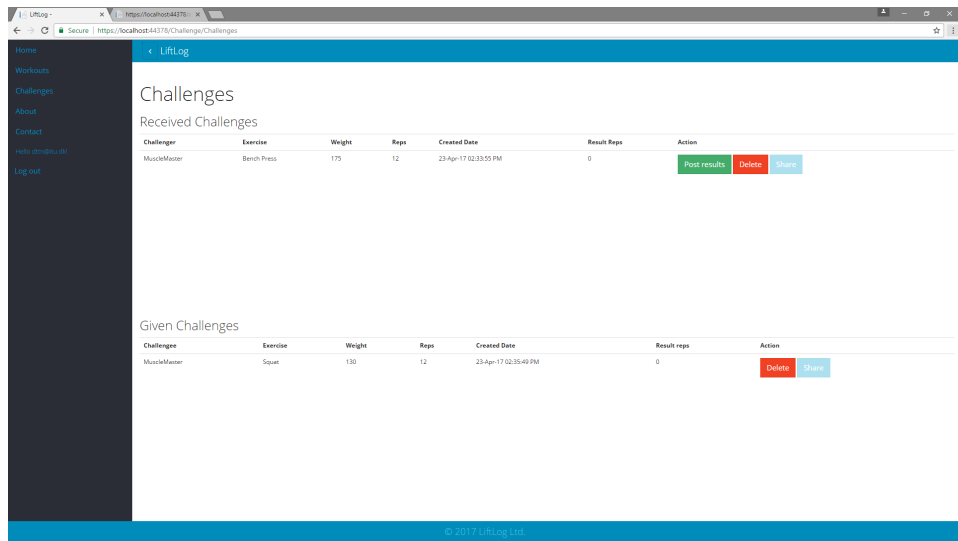 LiftLog -
https://localhost:44378/
Secure https://localhost:44378/Challenge/Challenges
Home
‹ LiftLog
Workouts
Challenges
About
Contact
Log out
Challenges
Received Challenges
Challenger Exercise Weight Reps Created Date Result Reps Action
MuscleMaster Bench Press 175 12 23-Apr-17 02:33:55 PM 0 Post results Delete Share
Given Challenges
Challengee Exercise Weight Reps Created Date Result reps Action
MuscleMaster Squat 130 12 23-Apr-17 02:35:49 PM 0 Delete Share
© 2017 LiftLog Ltd.